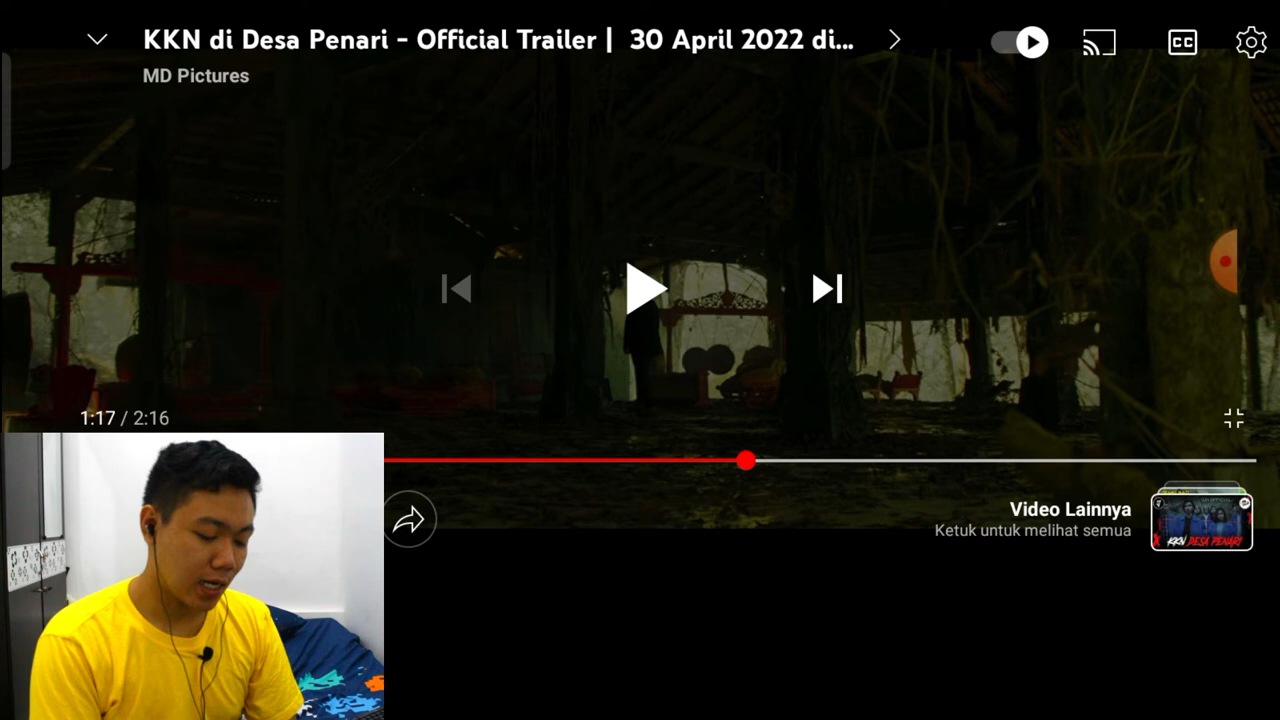 KKN di Desa Penari - Official Trailer | 30 April 2022 di...
MD Pictures
CC
1:17 / 2:16
Video Lainnya
Ketuk untuk melihat semua
KKN DESA PENARI